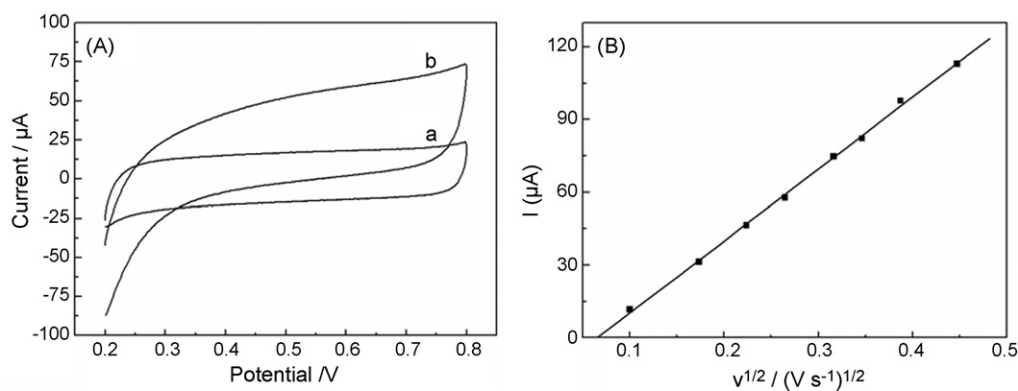 (A)
b
a
100
75
50
25
0
-25
-50
-75
-100
Current / μA
0.2 0.3 0.4 0.5 0.6 0.7 0.8
Potential /V
(B)
120
90
60
30
0
I (μA)
0.1 0.2 0.3 0.4 0.5
v^1/2 / (V s^-1)^1/2